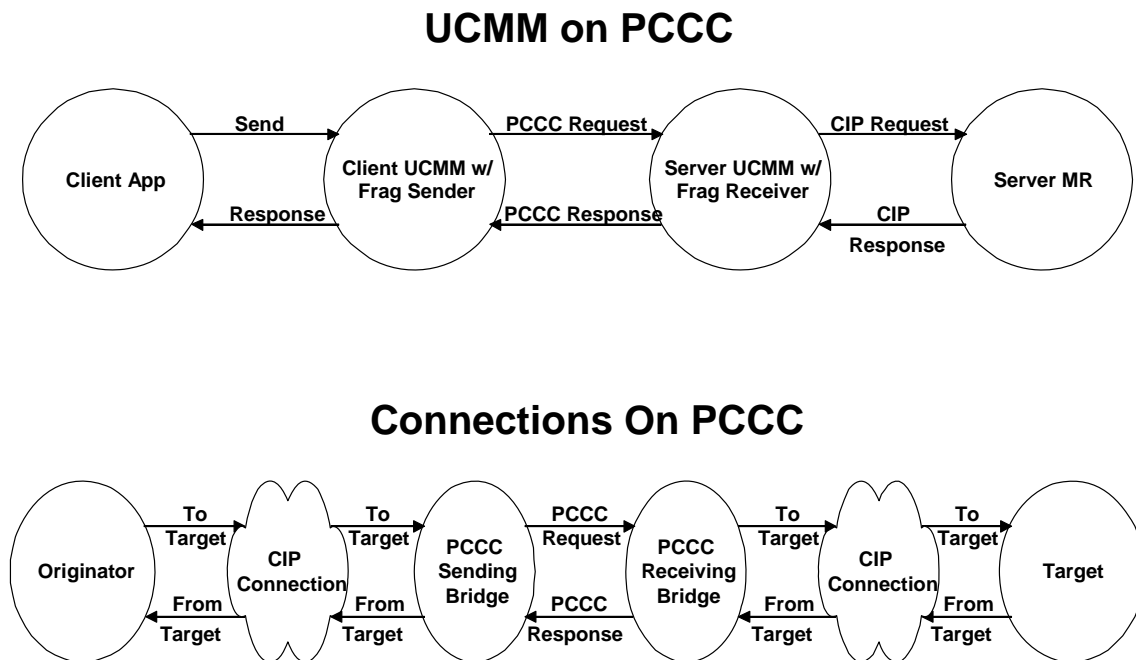 UCMM on PCCC
Send
PCCC Request
CIP Request
Client App
Client UCMM w/
Frag Sender
Server UCMM w/
Frag Receiver
Server MR
Response
PCCC Response
CIP
Response
Connections On PCCC
To
Target
To
Target
PCCC
Request
To
Target
To
Target
Originator
CIP
Connection
PCCC
Sending
Bridge
PCCC
Receiving
Bridge
CIP
Connection
Target
From
Target
From
Target
PCCC
Response
From
Target
From
Target